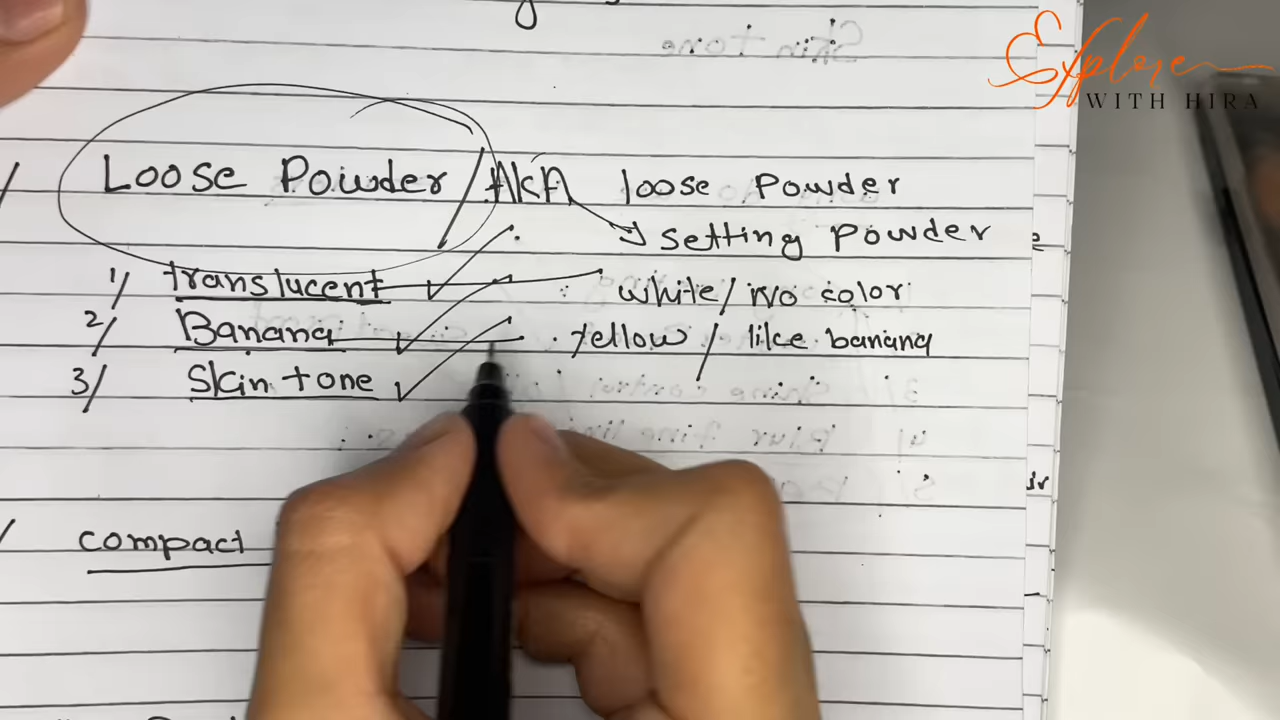 Explore
WITH HIRA
Loose Powder / AKA loose Powder
setting powder
1/ translucent white / No color
2/ Banana yellow / like banana
3/ Skin tone
compact